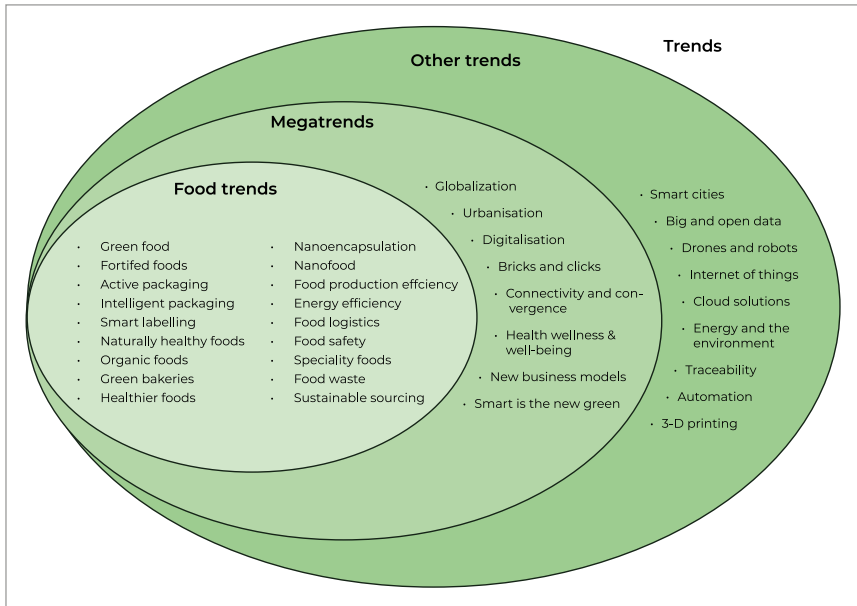 Trends
Other trends
Megatrends
Food trends
· Green food
· Fortifed foods
· Active packaging
· Intelligent packaging
· Smart labelling
· Naturally healthy foods
· Organic foods
· Green bakeries
· Healthier foods
· Nanoencapsulation
· Nanofood
· Food production effciency
· Energy efficiency
· Food logistics
· Food safety
· Speciality foods
· Food waste
· Sustainable sourcing
· Globalization
· Urbanisation
· Digitalisation
· Bricks and clicks
· Connectivity and con-
vergence
· Health wellness &
well-being
· New business models
· Smart is the new green
· Smart cities
· Big and open data
· Drones and robots
· Internet of things
· Cloud solutions
· Energy and the
environment
· Traceability
· Automation
· 3-D printing